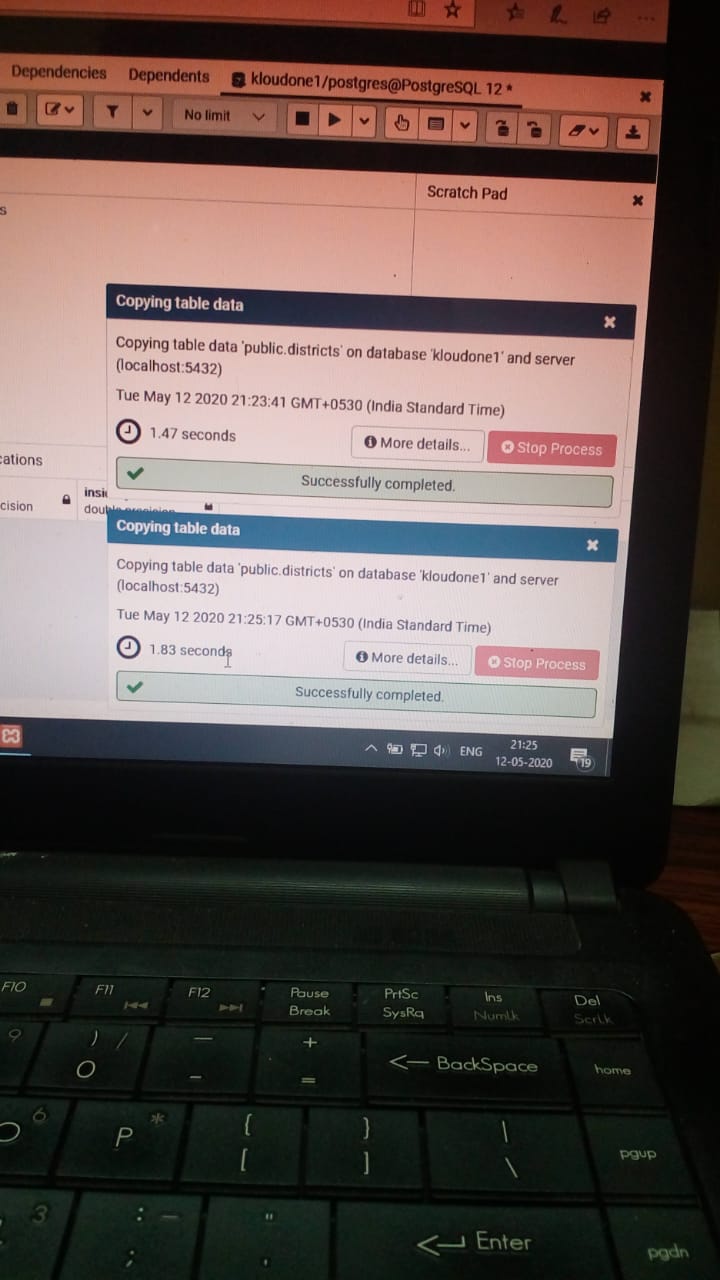 Dependencies Dependents kloudone1/postgres@PostgreSQL 12 *
No limit
Scratch Pad
s
Copying table data
Copying table data 'public.districts' on database 'kloudone1' and server
(localhost:5432)
Tue May 12 2020 21:23:41 GMT+0530 (India Standard Time)
1.47 seconds More details... Stop Process
Successfully completed.
cations
cision
insi
double precision
Copying table data
Copying table data 'public.districts' on database 'kloudone1' and server
(localhost:5432)
Tue May 12 2020 21:25:17 GMT+0530 (India Standard Time)
1.83 seconds More details... Stop Process
Successfully completed.
ENG 21:25
12-05-2020 19
F10 F11 F12 Pause PrtSc Ins Del
Break SysRq Numlk ScrLk
9 ) / — +
O - = BackSpace home
O 6 P * { } |
[ ] \ pgup
3 : — "
; ' Enter pgdn